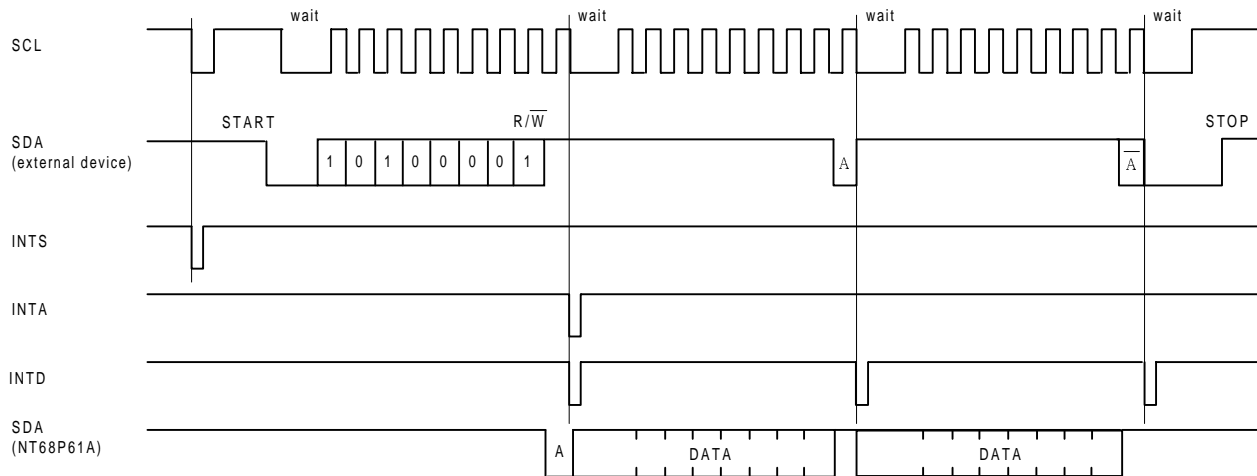 wait wait wait wait
SCL
START R/W̅ STOP
SDA
(external device)
1 0 1 0 0 0 0 1 A A̅
INTS
INTA
INTD
SDA
(NT68P61A)
A DATA DATA